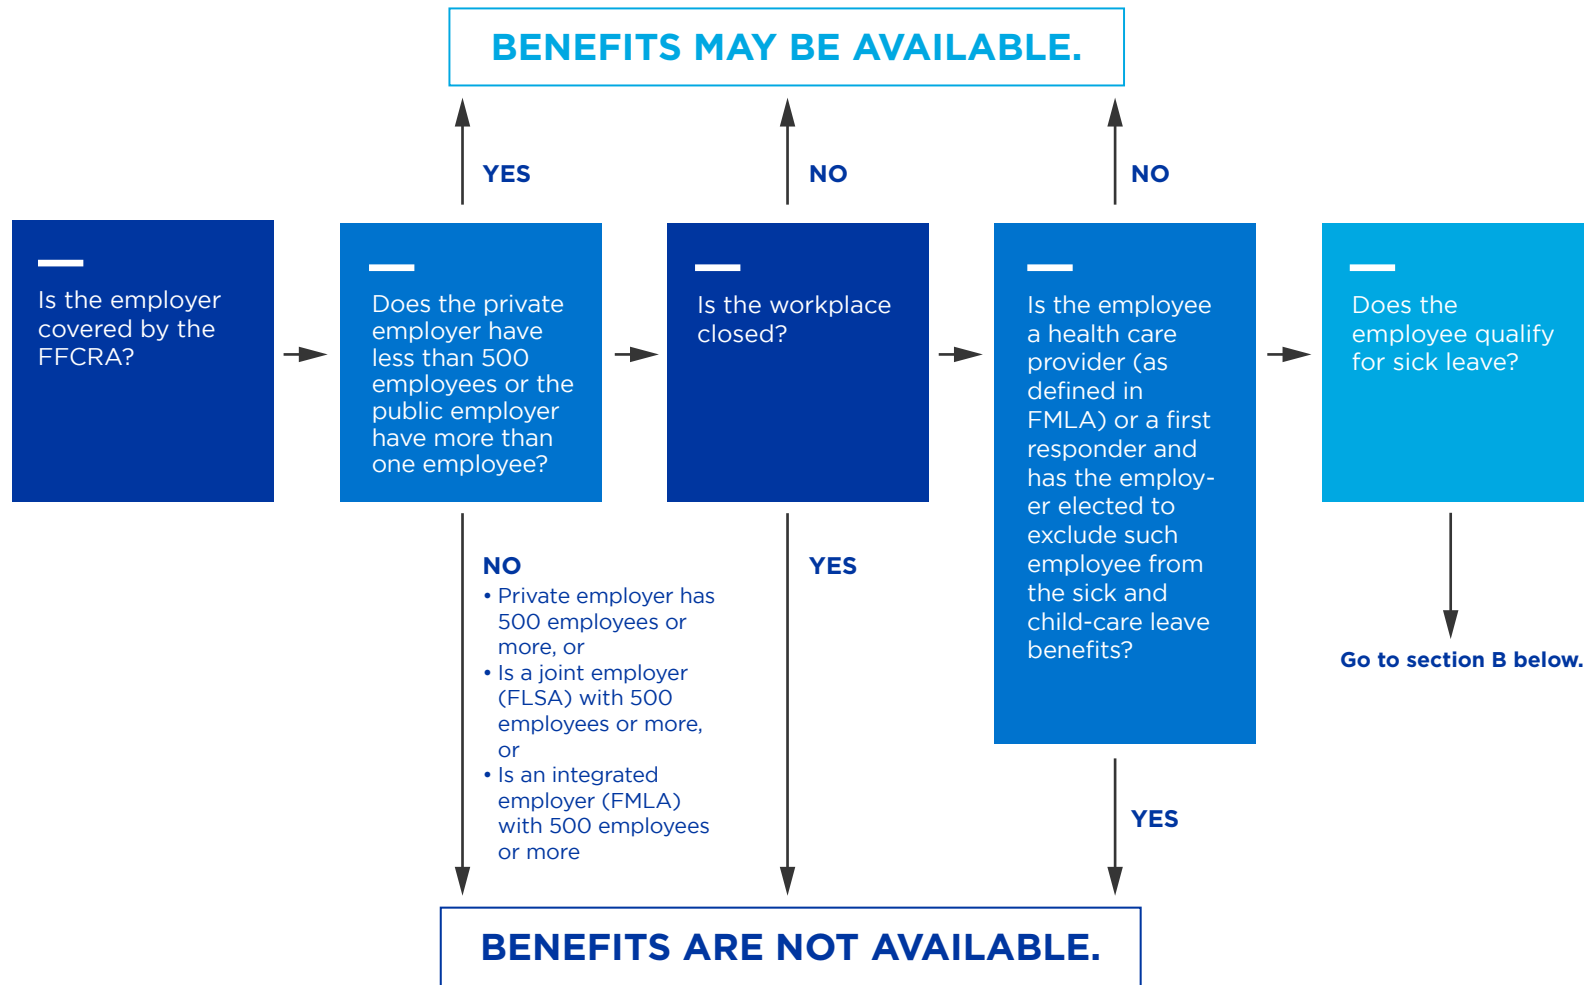 BENEFITS MAY BE AVAILABLE.
YES
NO
NO
Is the employer
covered by the
FFCRA?
Does the private
employer have
less than 500
employees or the
public employer
have more than
one employee?
Is the workplace
closed?
Is the employee
a health care
provider (as
defined in
FMLA) or a first
responder and
has the employ-
er elected to
exclude such
employee from
the sick and
child-care leave
benefits?
Does the
employee qualify
for sick leave?
NO
• Private employer has
500 employees or
more, or
• Is a joint employer
(FLSA) with 500
employees or more,
or
• Is an integrated
employer (FMLA)
with 500 employees
or more
YES
YES
Go to section B below.
BENEFITS ARE NOT AVAILABLE.